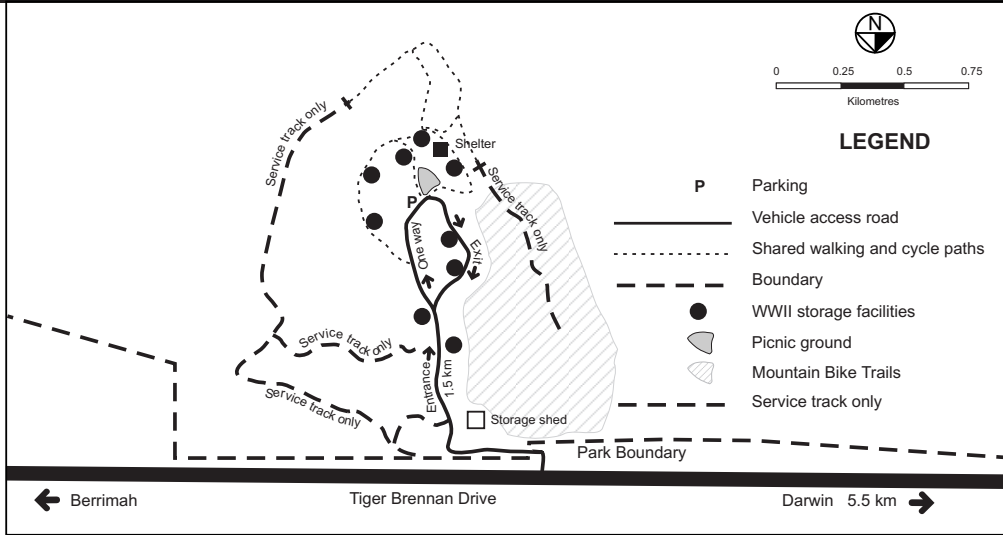 N
0 0.25 0.5 0.75
Kilometres
LEGEND
P Parking
Vehicle access road
Shared walking and cycle paths
Boundary
WWII storage facilities
Picnic ground
Mountain Bike Trails
Service track only
Service track only
Shelter
Service track only
P
One way
Exit
Service track only
Entrance
1.5 km
Service track only
Storage shed
Park Boundary
Berrimah
Tiger Brennan Drive
Darwin 5.5 km